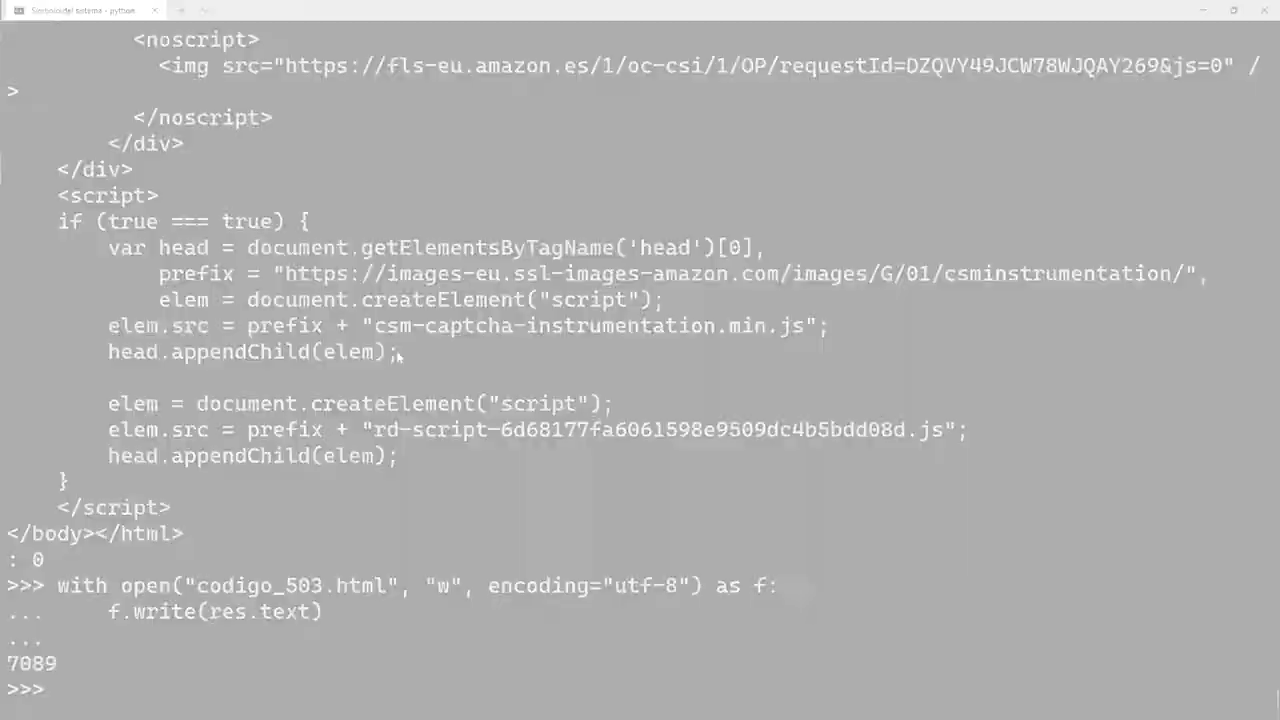 Símbolo del sistema - python
<noscript>
<img src="https://fls-eu.amazon.es/1/oc-csi/1/OP/requestId=DZQVY49JCW78WJQAY269&js=0" /
>
</noscript>
</div>
</div>
<script>
if (true === true) {
var head = document.getElementsByTagName('head')[0],
prefix = "https://images-eu.ssl-images-amazon.com/images/G/01/csminstrumentation/",
elem = document.createElement("script");
elem.src = prefix + "csm-captcha-instrumentation.min.js";
head.appendChild(elem);
elem = document.createElement("script");
elem.src = prefix + "rd-script-6d68177fa6061598e9509dc4b5bdd08d.js";
head.appendChild(elem);
}
</script>
</body></html>
: 0
>>> with open("codigo_503.html", "w", encoding="utf-8") as f:
... f.write(res.text)
...
7089
>>>